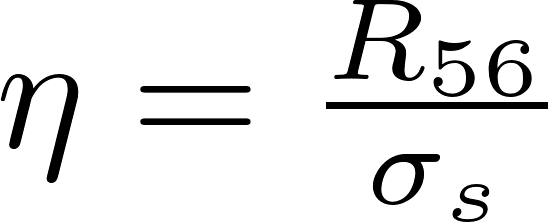 η = R₅₆ / σₛ